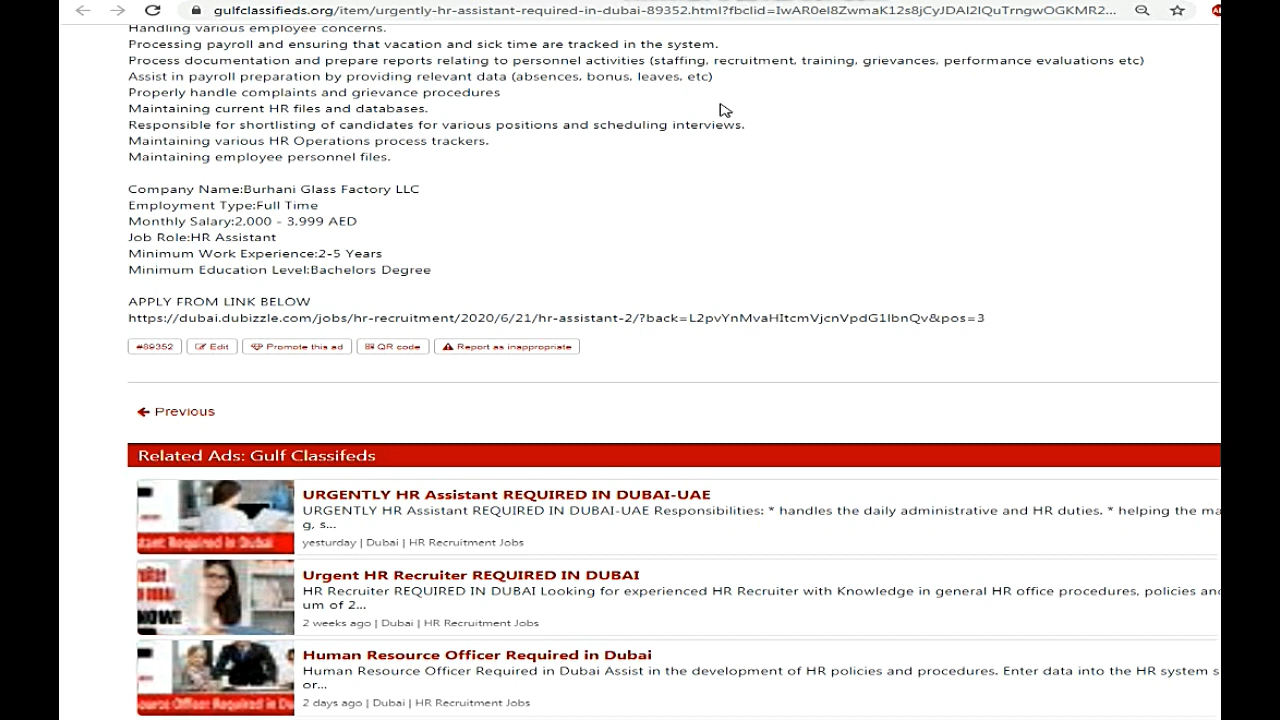 gulfclassifieds.org/item/urgently-hr-assistant-required-in-dubai-89352.html?fbclid=IwAR0el8ZwmaK12s8jCyJDAl2lQuTrngwOGKMR2...
Handling various employee concerns.
Processing payroll and ensuring that vacation and sick time are tracked in the system.
Process documentation and prepare reports relating to personnel activities (staffing, recruitment, training, grievances, performance evaluations etc)
Assist in payroll preparation by providing relevant data (absences, bonus, leaves, etc)
Properly handle complaints and grievance procedures
Maintaining current HR files and databases.
Responsible for shortlisting of candidates for various positions and scheduling interviews.
Maintaining various HR Operations process trackers.
Maintaining employee personnel files.
Company Name:Burhani Glass Factory LLC
Employment Type:Full Time
Monthly Salary:2,000 - 3,999 AED
Job Role:HR Assistant
Minimum Work Experience:2-5 Years
Minimum Education Level:Bachelors Degree
APPLY FROM LINK BELOW
https://dubai.dubizzle.com/jobs/hr-recruitment/2020/6/21/hr-assistant-2/?back=L2pvYnMvaHItcmVjcnVpdG1lbnQv&pos=3
#89352 Edit Promote this ad QR code Report as inappropriate
Previous
Related Ads: Gulf Classifeds
URGENTLY HR Assistant REQUIRED IN DUBAI-UAE
URGENTLY HR Assistant REQUIRED IN DUBAI-UAE Responsibilities: * handles the daily administrative and HR duties. * helping the ma
g, s...
yesterday | Dubai | HR Recruitment Jobs
Urgent HR Recruiter REQUIRED IN DUBAI
HR Recruiter REQUIRED IN DUBAI Looking for experienced HR Recruiter with Knowledge in general HR office procedures, policies and
um of 2...
2 weeks ago | Dubai | HR Recruitment Jobs
Human Resource Officer Required in Dubai
Human Resource Officer Required in Dubai Assist in the development of HR policies and procedures. Enter data into the HR system s
or...
2 days ago | Dubai | HR Recruitment Jobs